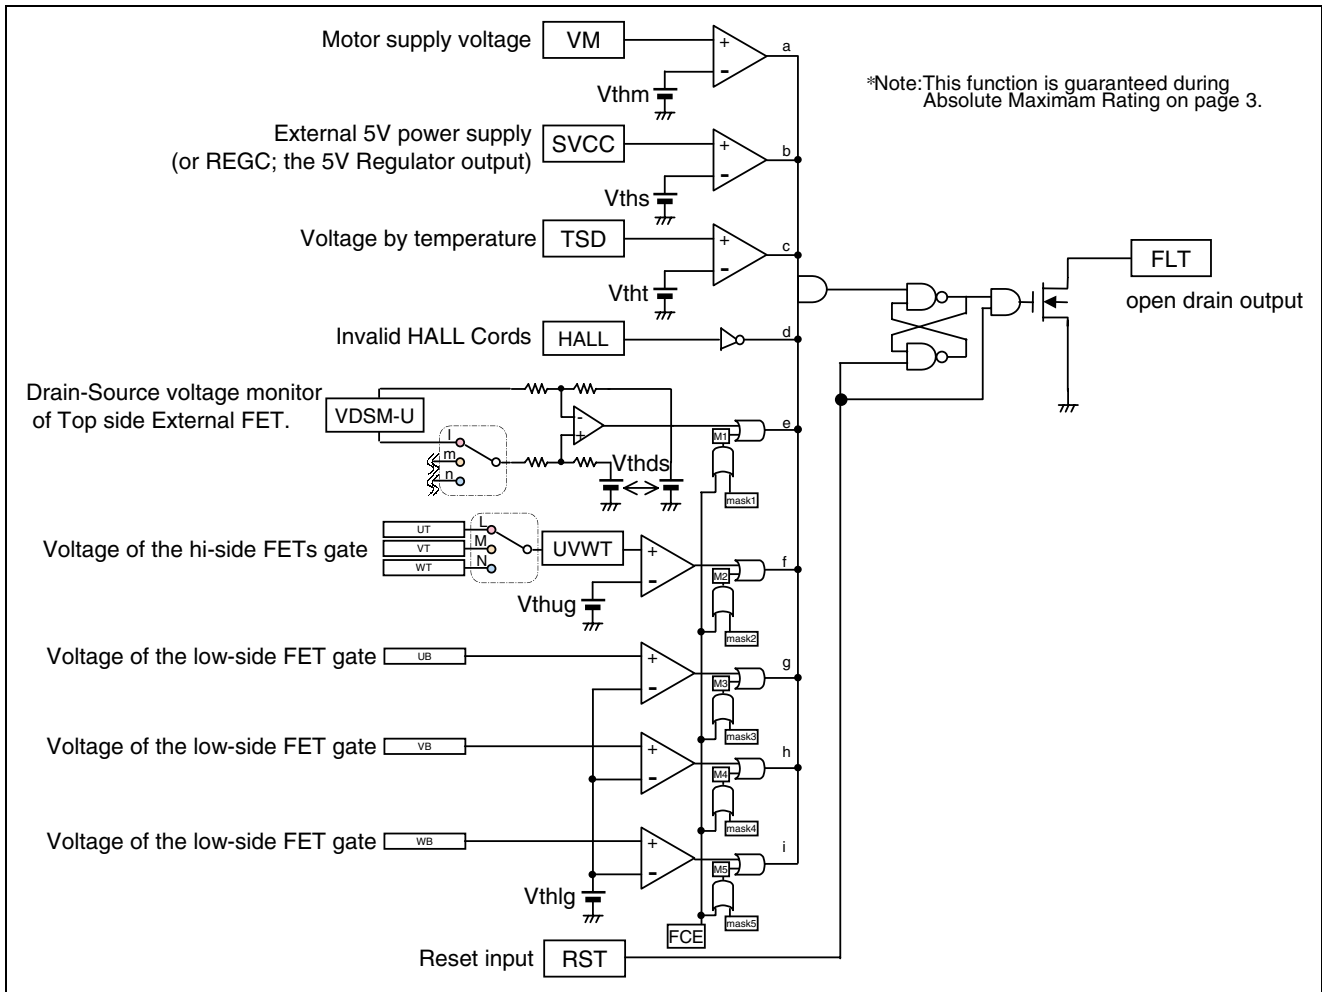 Motor supply voltage VM + - a
Vthm
*Note:This function is guaranteed during
Absolute Maximam Rating on page 3.
External 5V power supply
(or REGC; the 5V Regulator output)
SVCC + - b
Vths
Voltage by temperature TSD + - c
Vtht
FLT
open drain output
Invalid HALL Cords HALL d
Drain-Source voltage monitor
of Top side External FET.
VDSM-U
l
m
n
- +
Vthds
M1
mask1
e
Voltage of the hi-side FETs gate
UT
VT
WT
L
M
N
UVWT + -
Vthug
M2
mask2
f
Voltage of the low-side FET gate UB + -
M3
mask3
g
Voltage of the low-side FET gate VB + -
M4
mask4
h
Voltage of the low-side FET gate WB + -
M5
mask5
i
Vthlg
FCE
Reset input RST